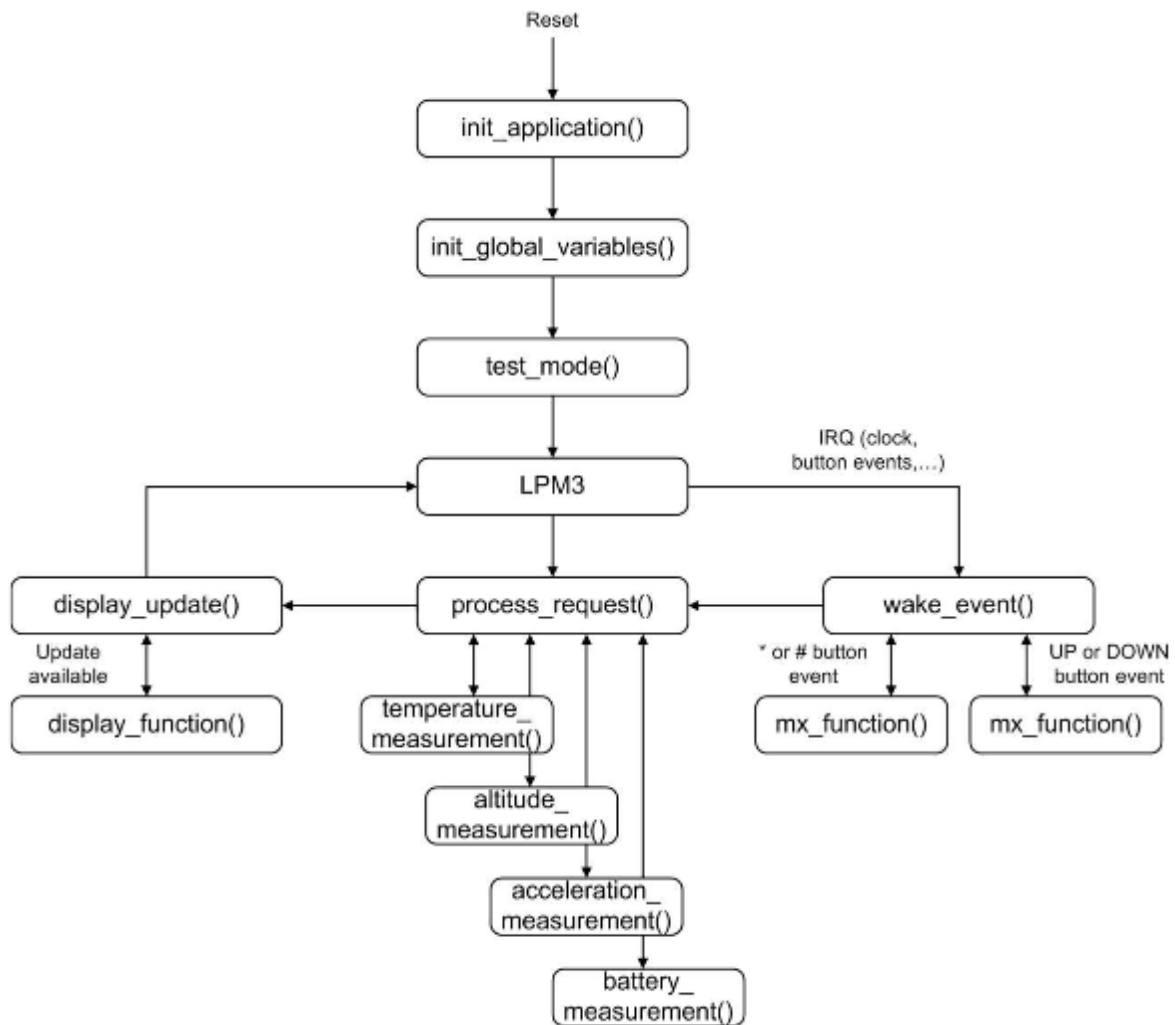 Reset
init_application()
init_global_variables()
test_mode()
IRQ (clock,
button events,...)
LPM3
display_update()
process_request()
wake_event()
Update
available
* or # button
event
UP or DOWN
button event
display_function()
temperature_
measurement()
mx_function()
mx_function()
altitude_
measurement()
acceleration_
measurement()
battery_
measurement()